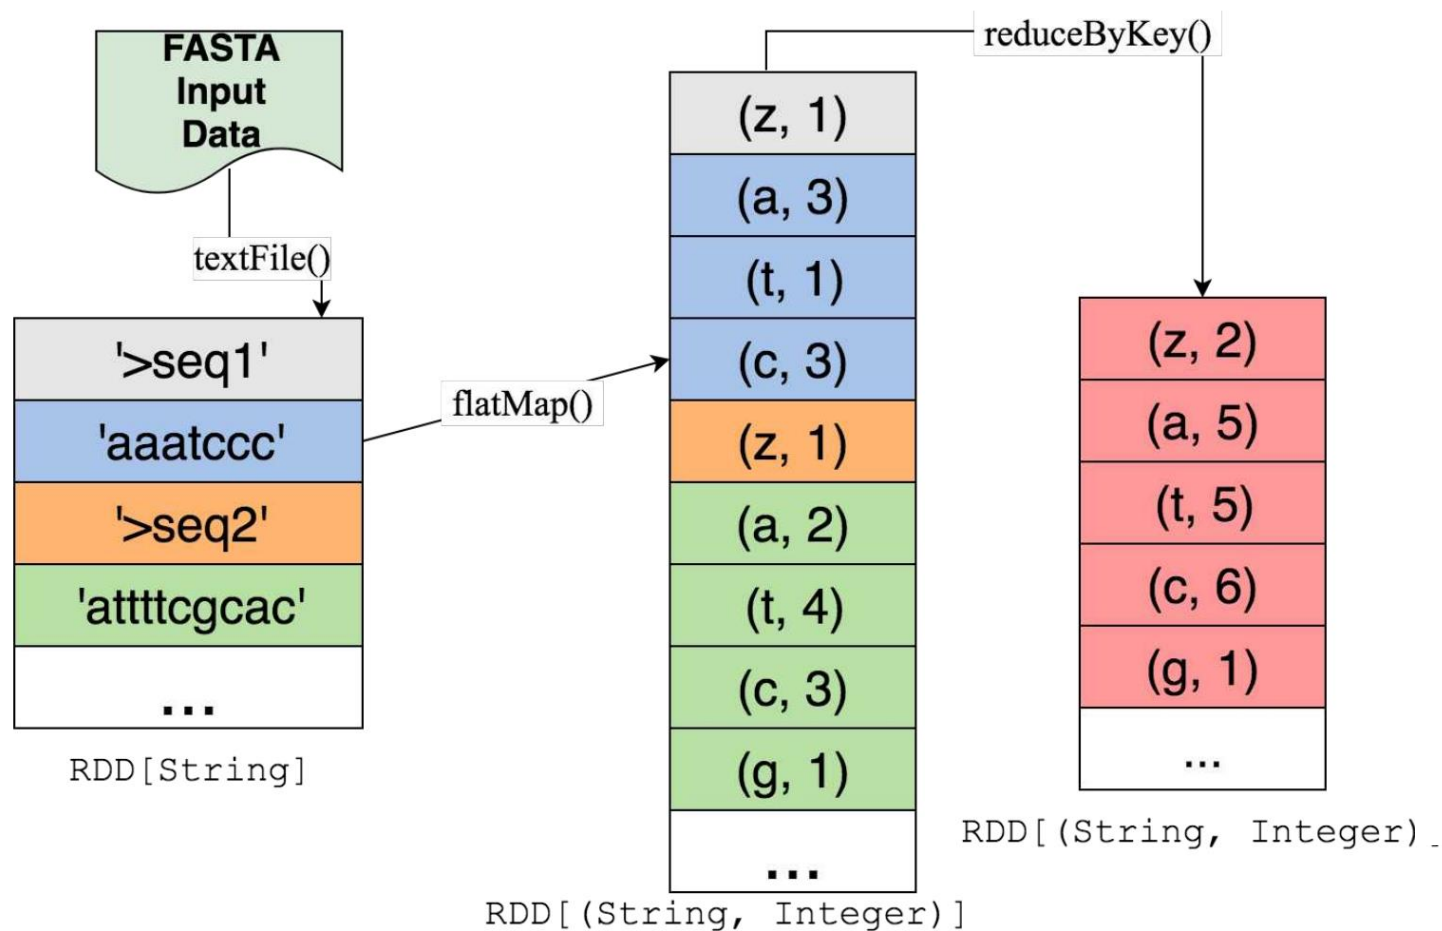 FASTA
Input
Data
textFile()
'>seq1'
'aaatccc'
'>seq2'
'attttcgcac'
...
RDD[String]
flatMap()
(z, 1)
(a, 3)
(t, 1)
(c, 3)
(z, 1)
(a, 2)
(t, 4)
(c, 3)
(g, 1)
...
RDD[(String, Integer)]
reduceByKey()
(z, 2)
(a, 5)
(t, 5)
(c, 6)
(g, 1)
...
RDD[(String, Integer)